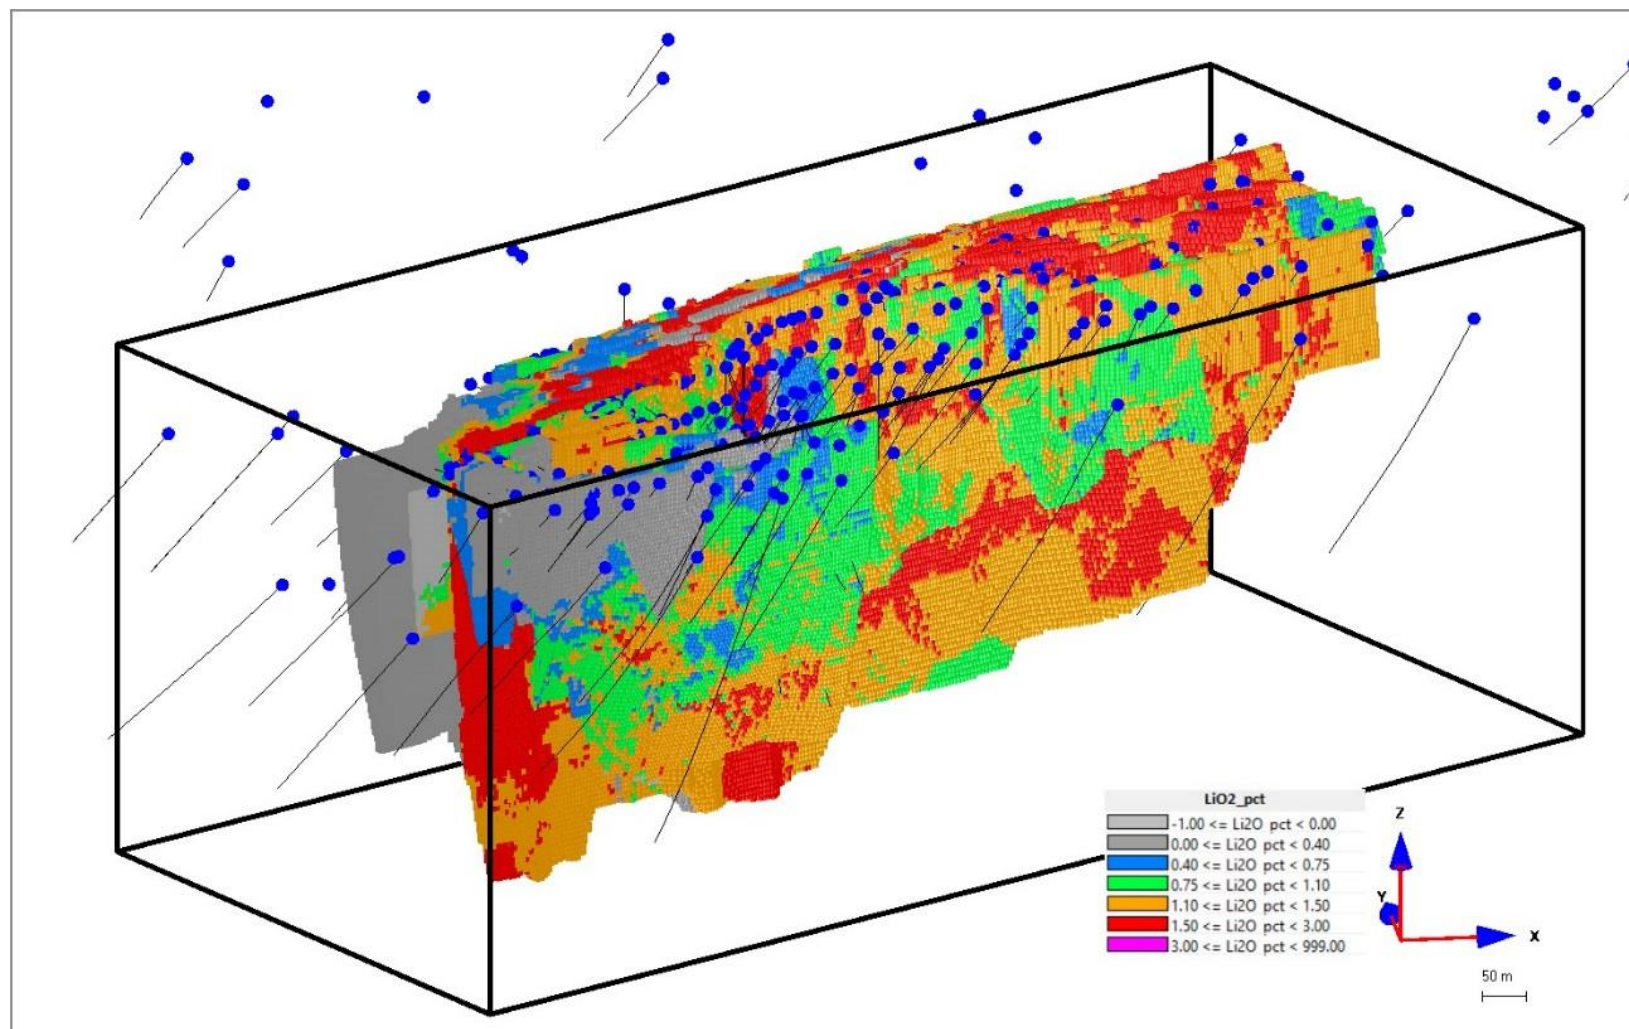 LiO2_pct
-1.00 <= Li2O pct < 0.00
0.00 <= Li2O pct < 0.40
0.40 <= Li2O pct < 0.75
0.75 <= Li2O pct < 1.10
1.10 <= Li2O pct < 1.50
1.50 <= Li2O pct < 3.00
3.00 <= Li2O pct < 999.00
Z
Y
X
50 m